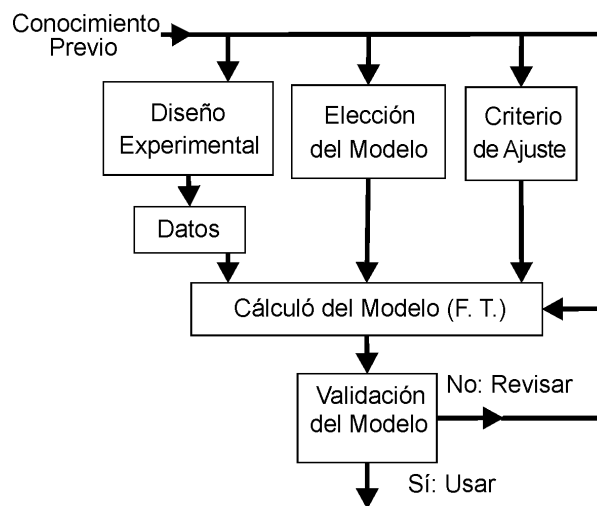 Conocimiento
Previo
Diseño
Experimental
Elección
del Modelo
Criterio
de Ajuste
Datos
Cálculó del Modelo (F. T.)
Validación
del Modelo
No: Revisar
Sí: Usar